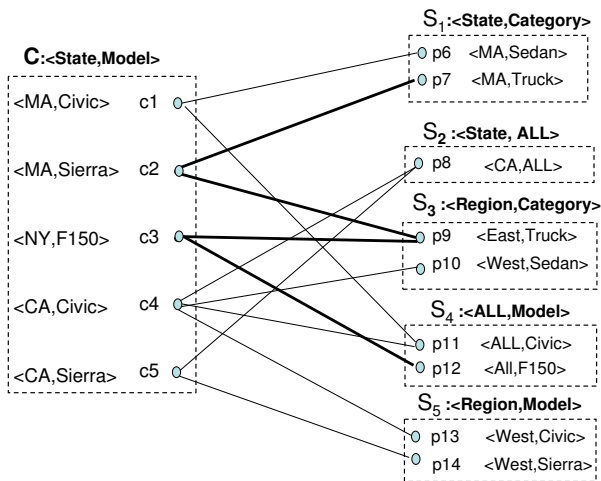 C:<State,Model>
<MA,Civic> c1
<MA,Sierra> c2
<NY,F150> c3
<CA,Civic> c4
<CA,Sierra> c5
S1:<State,Category>
p6 <MA,Sedan>
p7 <MA,Truck>
S2 :<State, ALL>
p8 <CA,ALL>
S3 :<Region,Category>
p9 <East,Truck>
p10 <West,Sedan>
S4 :<ALL,Model>
p11 <ALL,Civic>
p12 <All,F150>
S5 :<Region,Model>
p13 <West,Civic>
p14 <West,Sierra>